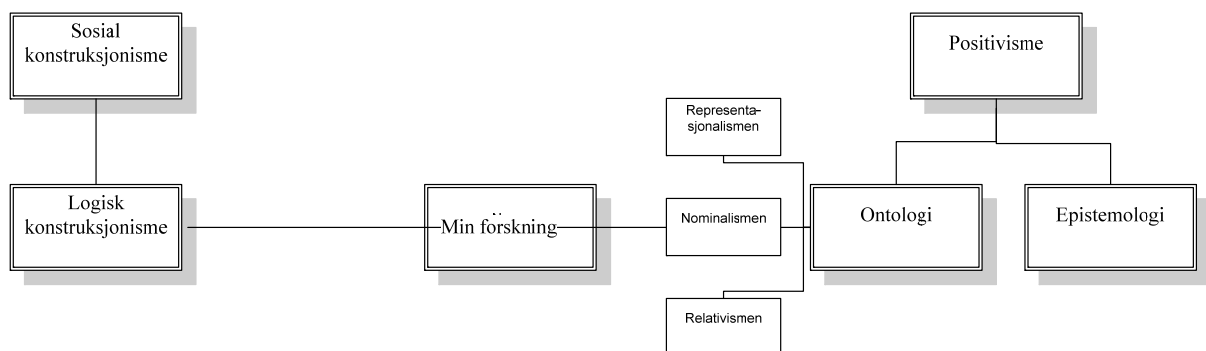 Sosial
konstruksjonisme
Positivisme
Representa-
sjonalismen
Logisk
konstruksjonisme
Min forskning
Nominalismen
Ontologi
Epistemologi
Relativismen